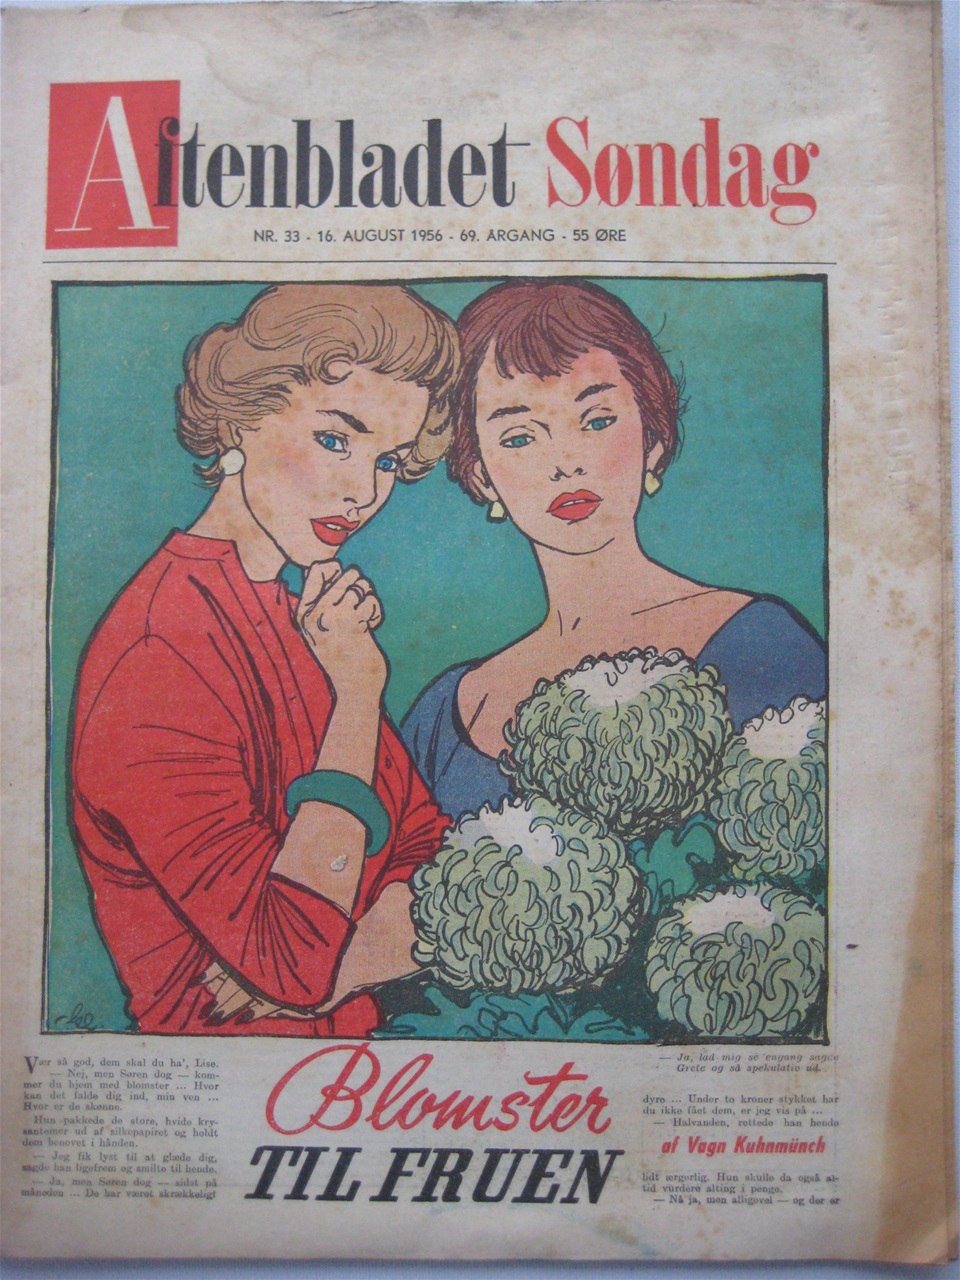 Aftenbladet Søndag
NR. 33 - 16. AUGUST 1956 - 69. ÅRGANG - 55 ØRE
Vær så god, dem skal du ha', Lise.
— Nej, men Søren dog — kom-
mer du hjem med blomster ... Hvor
kan det falde dig ind, min ven ...
Hvor er de skønne.
Hun pakkede de store, hvide kry-
santemer ud af silkepapiret og holdt
dem benovet i hånden.
— Jeg fik lyst til at glæde dig,
sagde han ligefrem og smilte til hende.
— Ja, men Søren dog — sidst på
måneden ... De har været skrækkeligt
Blomster
TIL FRUEN
— Ja, lad mig se engang sagde
Grete og så spekulativ ud.
dyre ... Under to kroner stykket har
du ikke fået dem, er jeg vis på ...
— Halvanden, rettede han hende
af Vagn Kuhnmünch
lidt ærgerlig. Hun skulle da også al-
tid vurdere alting i penge.
— Nå ja, men alligevel — og der er